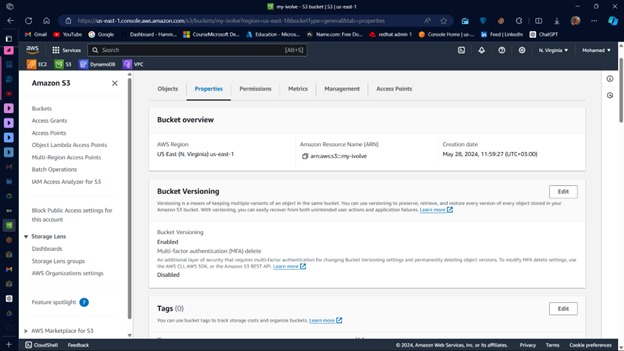 my-ivolve - S3 bucket | S3 | us-east-1
https://us-east-1.console.aws.amazon.com/s3/buckets/my-ivolve?region=us-east-1&bucketType=general&tab=properties
Gmail YouTube Google Dashboard - Hamm... CourseMobile Desc... Education - Micros... Name.com: Free Do... redhat admin 1 Console Home | us-... Feed | LinkedIn ChatGPT
aws Services Search [Alt+S] N. Virginia Mohamed
EC2 S3 DynamoDB VPC
Amazon S3
Buckets
Access Grants
Access Points
Object Lambda Access Points
Multi-Region Access Points
Batch Operations
IAM Access Analyzer for S3
Block Public Access settings for
this account
Storage Lens
Dashboards
Storage Lens groups
AWS Organizations settings
Feature spotlight 7
AWS Marketplace for S3
Objects Properties Permissions Metrics Management Access Points
Bucket overview
AWS Region Amazon Resource Name (ARN) Creation date
US East (N. Virginia) us-east-1 arn:aws:s3:::my-ivolve May 28, 2024, 11:59:27 (UTC+03:00)
Bucket Versioning Edit
Versioning is a means of keeping multiple variants of an object in the same bucket. You can use versioning to preserve, retrieve, and restore every version of every object stored in your
Amazon S3 bucket. With versioning, you can easily recover from both unintended user actions and application failures. Learn more
Bucket Versioning
Enabled
Multi-factor authentication (MFA) delete
An additional layer of security that requires multi-factor authentication for changing Bucket Versioning settings and permanently deleting object versions. To modify MFA delete settings, use
the AWS CLI, AWS SDK, or the Amazon S3 REST API. Learn more
Disabled
Tags (0) Edit
You can use bucket tags to track storage costs and organize buckets. Learn more
CloudShell Feedback © 2024, Amazon Web Services, Inc. or its affiliates. Privacy Terms Cookie preferences